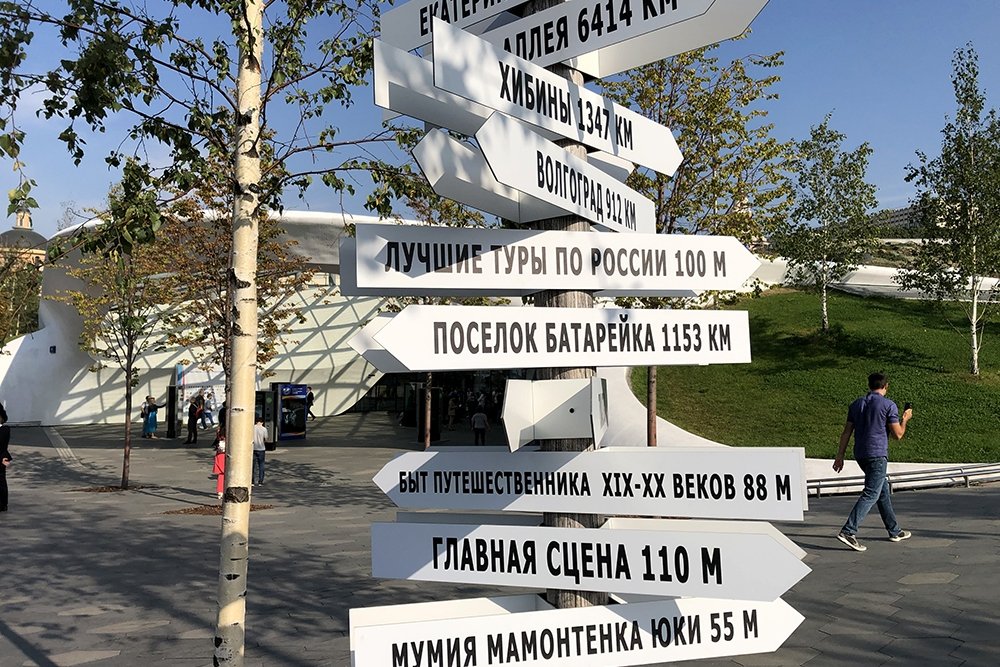 АЛЛЕЯ 6414 КМ
ХИБИНЫ 1347 КМ
ВОЛГОГРАД 912 КМ
ЛУЧШИЕ ТУРЫ ПО РОССИИ 100 М
ПОСЕЛОК БАТАРЕЙКА 1153 КМ
БЫТ ПУТЕШЕСТВЕННИКА XIX-XX ВЕКОВ 88 М
ГЛАВНАЯ СЦЕНА 110 М
МУМИЯ МАМОНТЕНКА ЮКИ 55 М